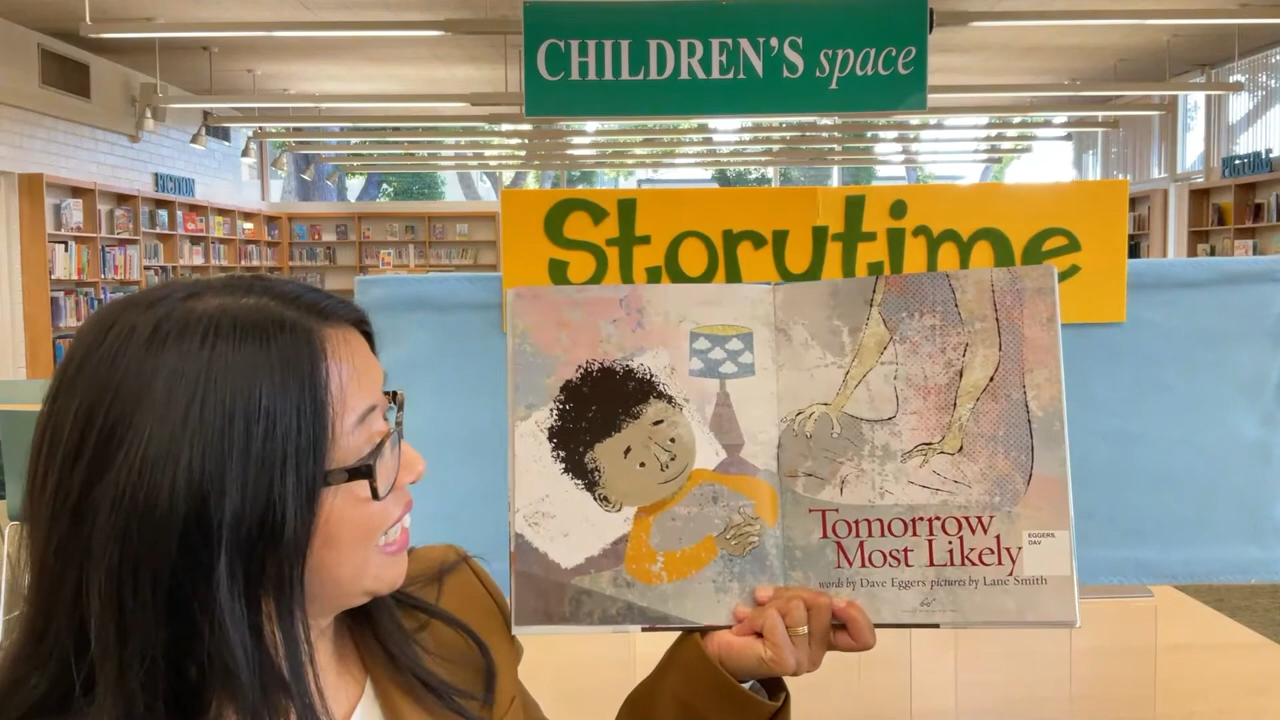 CHILDREN'S space
FICTION
PICTURE
Storytime
Tomorrow
Most Likely
EGGERS,
DAV
words by Dave Eggers pictures by Lane Smith